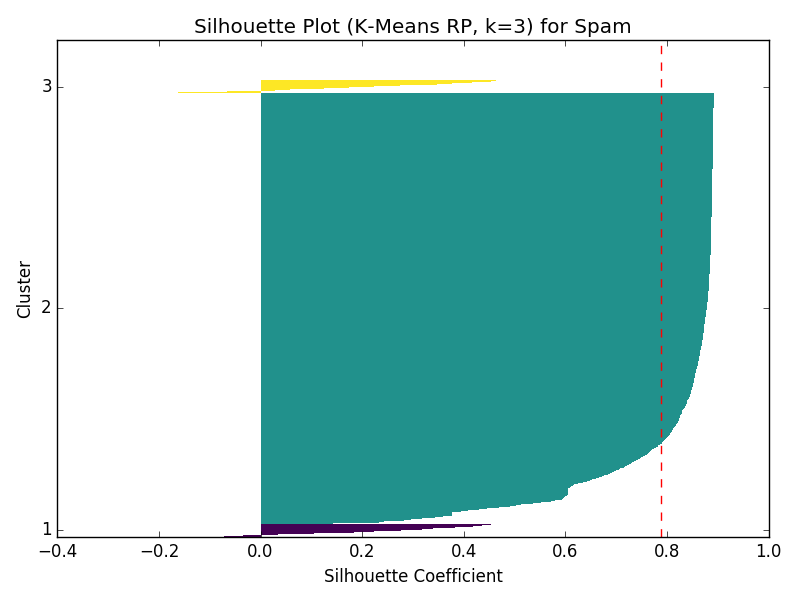 Silhouette Plot (K-Means RP, k=3) for Spam
3
2
1
Cluster
−0.4 −0.2 0.0 0.2 0.4 0.6 0.8 1.0
Silhouette Coefficient